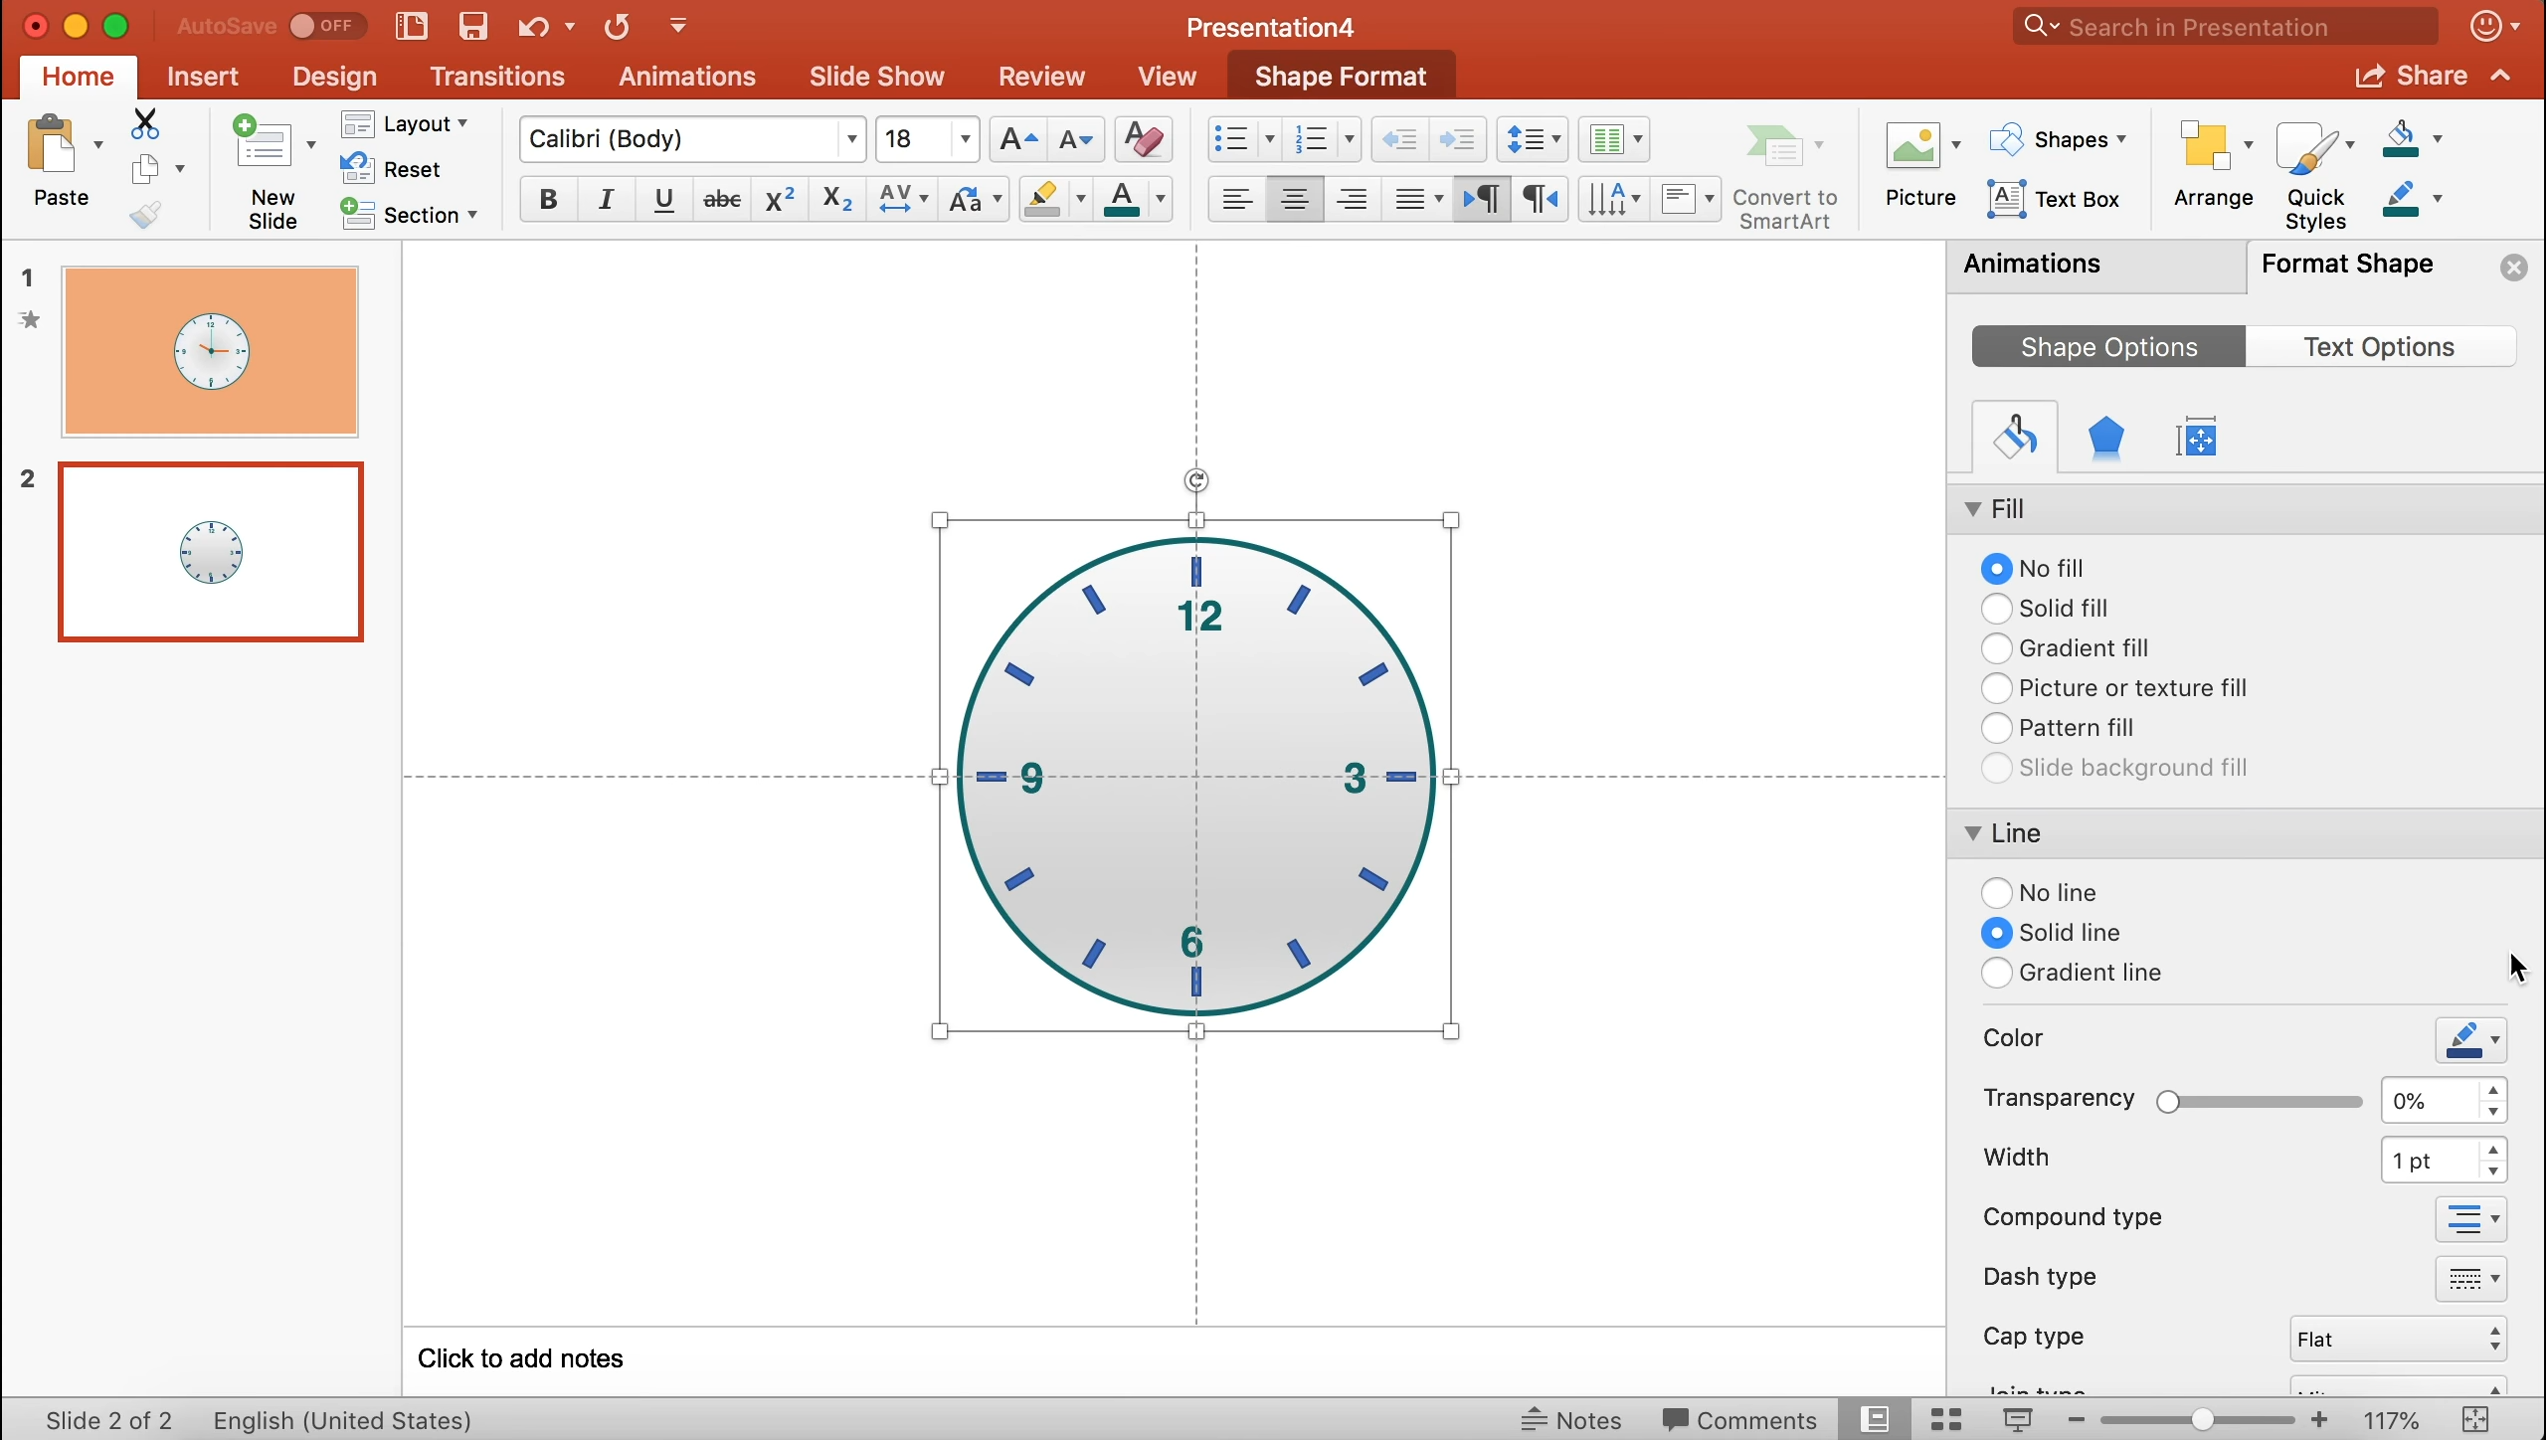 AutoSave OFF
Presentation4
Search in Presentation
Home Insert Design Transitions Animations Slide Show Review View Shape Format Share
Paste
New Slide
Layout
Reset
Section
Calibri (Body) 18
B I U abc X² X₂ AV Aa A
Convert to SmartArt
Picture
Shapes
Text Box
Arrange
Quick Styles
1
2
12
3
6
9
Animations
Format Shape
Shape Options Text Options
Fill
No fill
Solid fill
Gradient fill
Picture or texture fill
Pattern fill
Slide background fill
Line
No line
Solid line
Gradient line
Color
Transparency 0%
Width 1 pt
Compound type
Dash type
Cap type Flat
Click to add notes
Slide 2 of 2 English (United States) Notes Comments 117%